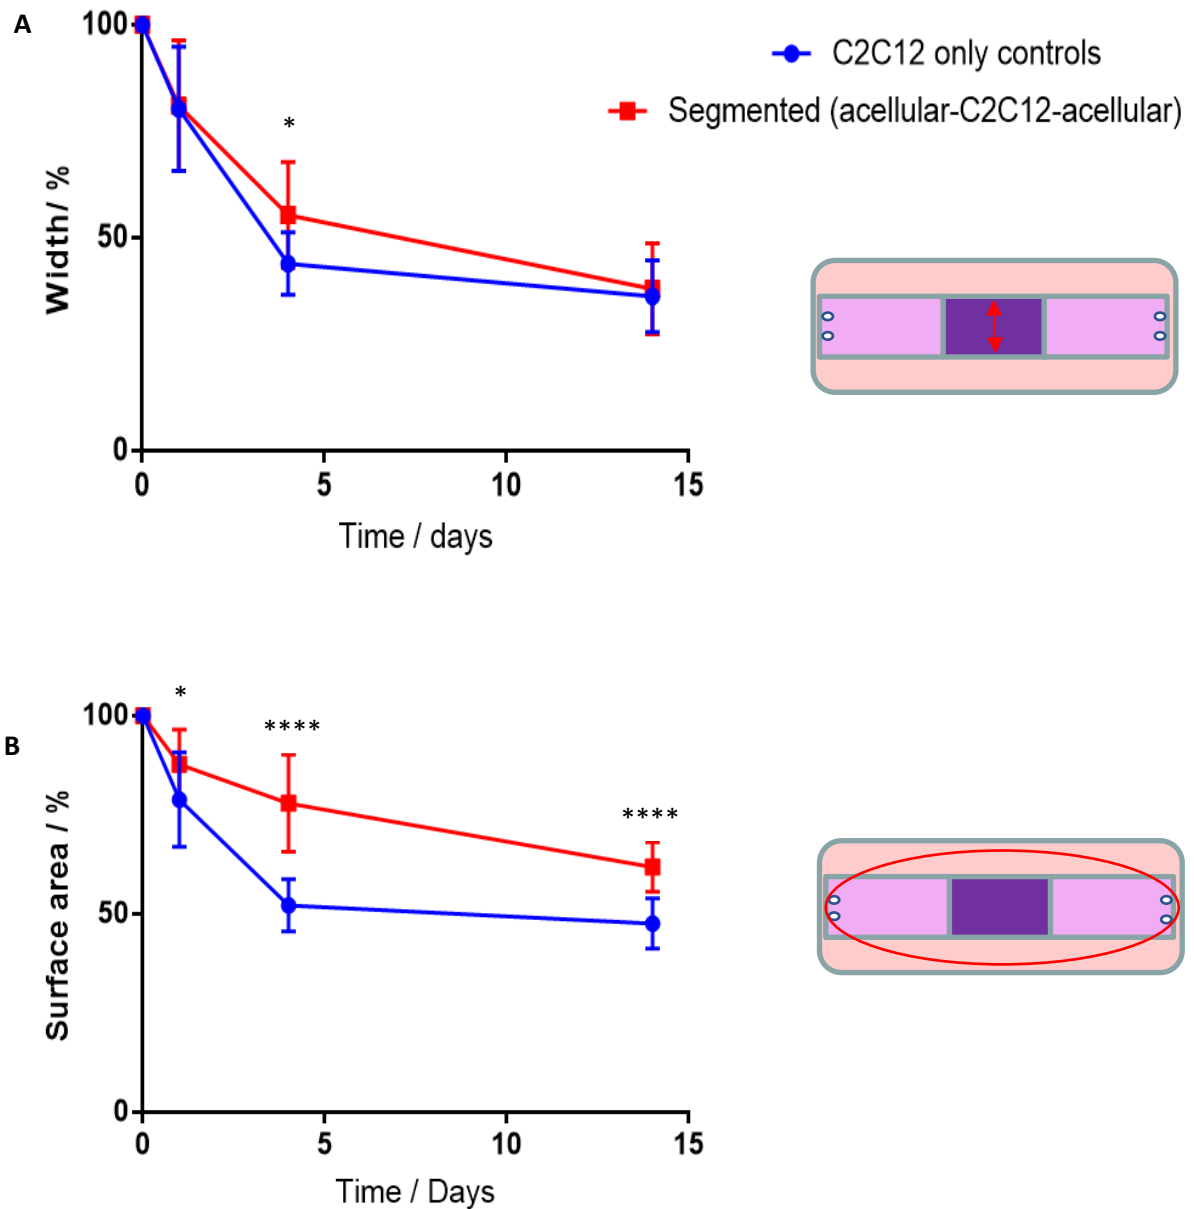 A
100
50
0
Width/ %
*
0 5 10 15
Time / days
C2C12 only controls
Segmented (acellular-C2C12-acellular)
B
100
50
0
Surface area / %
*
****
****
0 5 10 15
Time / Days